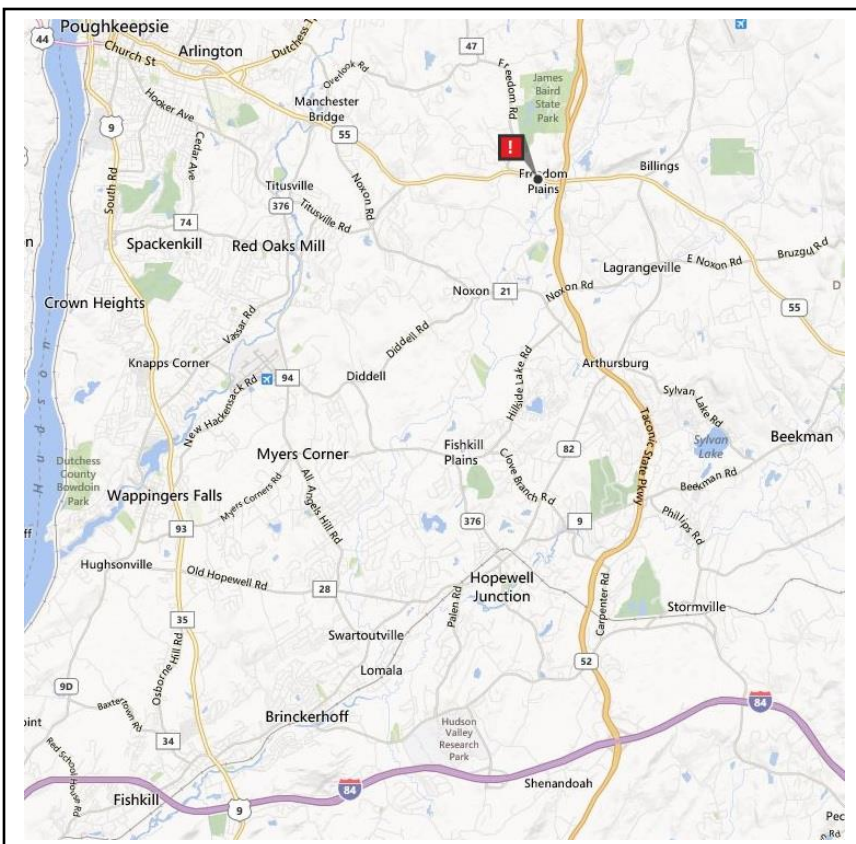 Poughkeepsie
44
Arlington
Dutchess T
Church St
47
Overlook Rd
Freedom Rd
James
Baird
State
Park
Hooker Ave
Manchester
Bridge
9
55
!
Cedar Ave
South Rd
Billings
Freedom
Plains
Titusville
376
Noxon Rd
Titusville Rd
74
Spackenkill
Red Oaks Mill
E Noxon Rd
Bruzgu Rd
Lagrangeville
n
D
Noxon
21
Noxon Rd
Crown Heights
55
Vassar Rd
Diddell Rd
Hudson
Knapps Corner
94
Diddell
Hillside Lake Rd
Arthursburg
New Hackensack Rd
Sylvan Lake Rd
Taconic State Pkwy
Myers Corner
Fishkill
Plains
82
Sylvan
Lake
Beekman
Dutchess
County
Bowdoin
Park
Clove Branch Rd
Beekman Rd
Wappingers Falls
Myers Corners Rd
All Angels Hill Rd
Phillips Rd
93
376
9
ff
Hughsonville
Old Hopewell Rd
28
Hopewell
Junction
Palen Rd
Carpenter Rd
Stormville
35
Swartoutville
Osborne Hill Rd
Lomala
52
9D
84
Baxtertown Rd
oint
Brinckerhoff
34
Hudson
Valley
Research
Park
Red School House Rd
84
Shenandoah
Fishkill
9
Pec
Rd